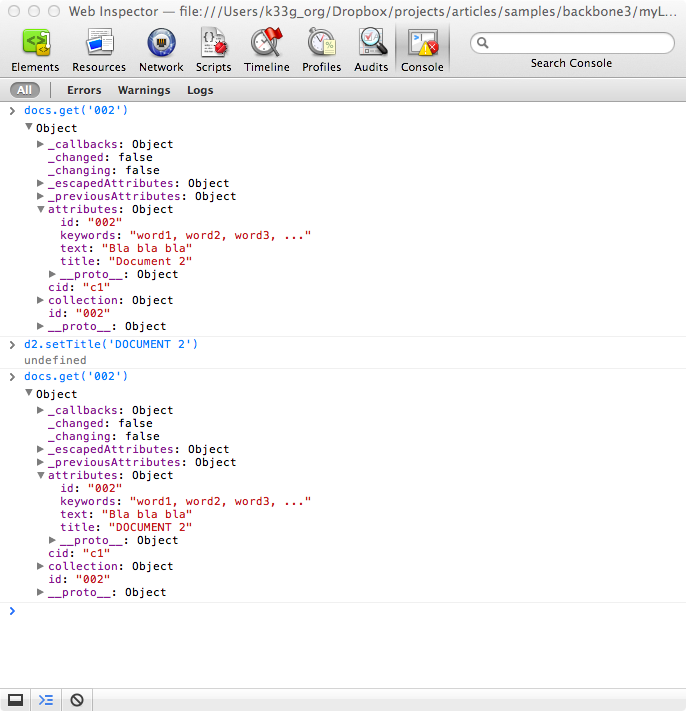 Web Inspector — file:///Users/k33g_org/Dropbox/projects/articles/samples/backbone3/myL...
Elements Resources Network Scripts Timeline Profiles Audits Console Search Console
All Errors Warnings Logs
> docs.get('002')
▼Object
▶_callbacks: Object
_changed: false
_changing: false
▶_escapedAttributes: Object
▶_previousAttributes: Object
▼attributes: Object
id: "002"
keywords: "word1, word2, word3, ..."
text: "Bla bla bla"
title: "Document 2"
▶__proto__: Object
cid: "c1"
▶collection: Object
id: "002"
▶__proto__: Object
> d2.setTitle('DOCUMENT 2')
undefined
> docs.get('002')
▼Object
▶_callbacks: Object
_changed: false
_changing: false
▶_escapedAttributes: Object
▶_previousAttributes: Object
▼attributes: Object
id: "002"
keywords: "word1, word2, word3, ..."
text: "Bla bla bla"
title: "DOCUMENT 2"
▶__proto__: Object
cid: "c1"
▶collection: Object
id: "002"
▶__proto__: Object
>